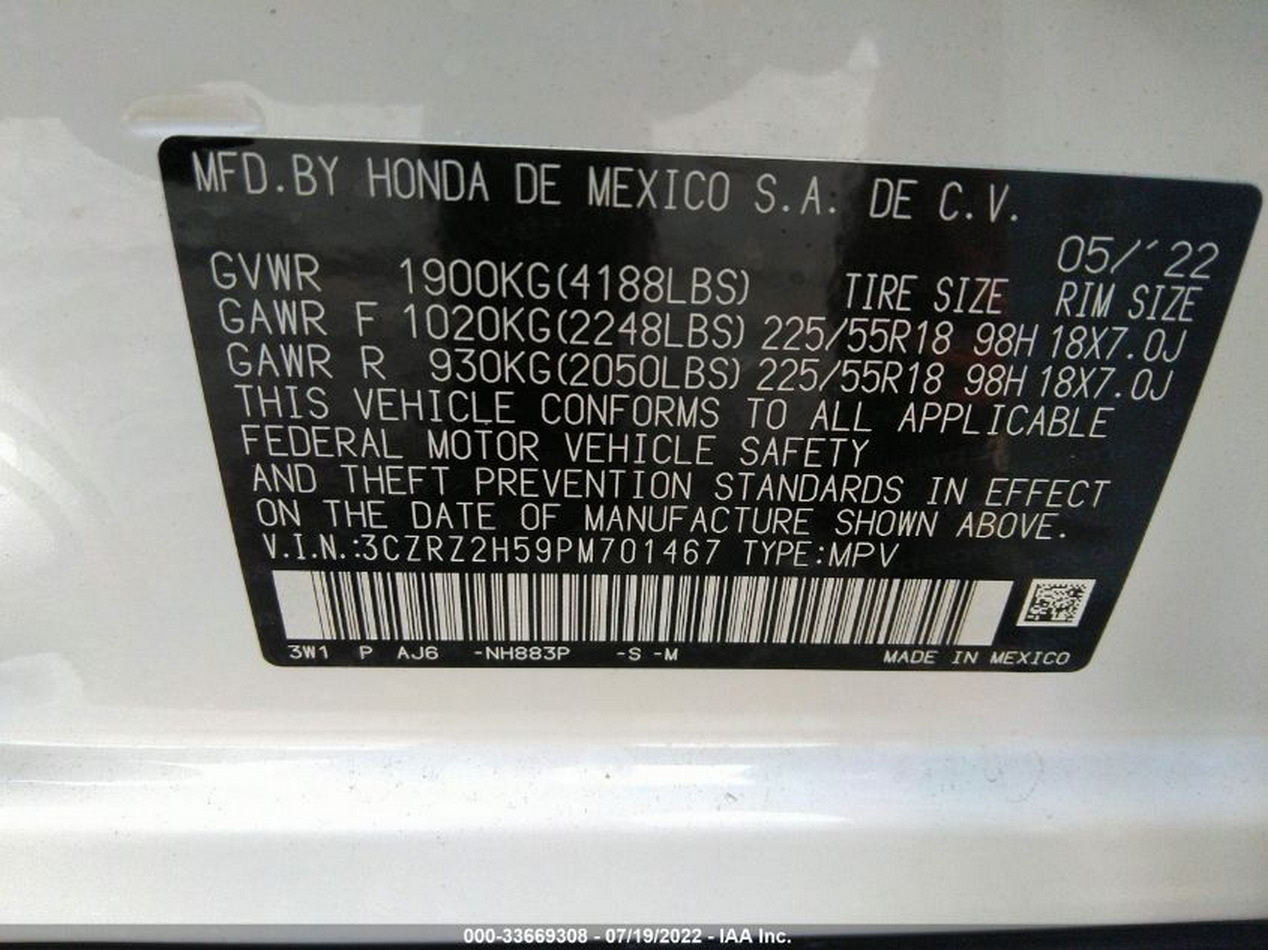 MFD.BY HONDA DE MEXICO S.A. DE C.V.
05/´22
GVWR 1900KG(4188LBS) TIRE SIZE RIM SIZE
GAWR F 1020KG(2248LBS) 225/55R18 98H 18X7.0J
GAWR R 930KG(2050LBS) 225/55R18 98H 18X7.0J
THIS VEHICLE CONFORMS TO ALL APPLICABLE
FEDERAL MOTOR VEHICLE SAFETY
AND THEFT PREVENTION STANDARDS IN EFFECT
ON THE DATE OF MANUFACTURE SHOWN ABOVE.
V.I.N.:3CZRZ2H59PM701467 TYPE:MPV
3W1 P AJ6 -NH883P -S -M MADE IN MEXICO
000-33669308 - 07/19/2022 - IAA Inc.